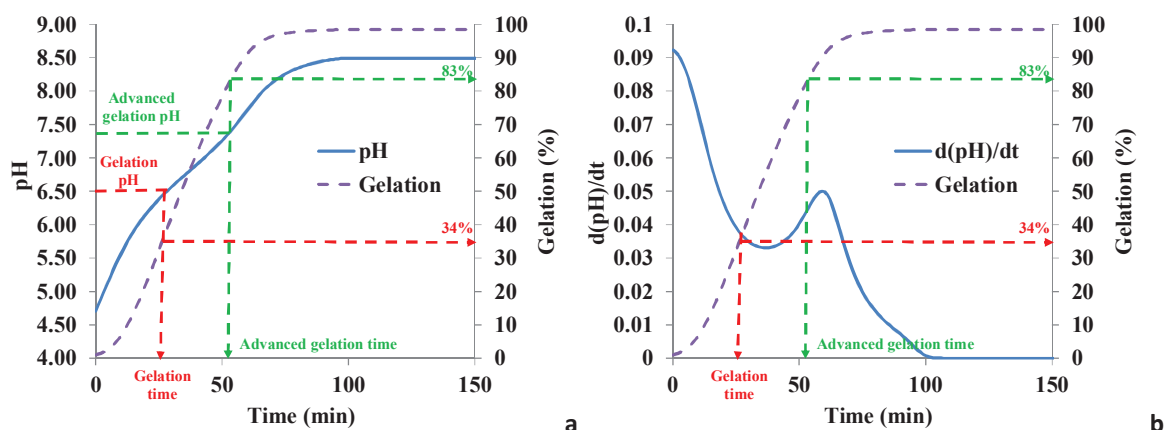 9.00
8.50
8.00
7.50
7.00
6.50
6.00
5.50
5.00
4.50
4.00
pH
Advanced
gelation pH
Gelation
pH
pH
Gelation
83%
34%
Advanced gelation time
Gelation
time
0
50
100
150
Time (min)
100
90
80
70
60
50
40
30
20
10
0
Gelation (%)
a
0.1
0.09
0.08
0.07
0.06
0.05
0.04
0.03
0.02
0.01
0
d(pH)/dt
d(pH)/dt
Gelation
83%
34%
Advanced gelation time
Gelation
time
0
50
100
150
Time (min)
100
90
80
70
60
50
40
30
20
10
0
Gelation (%)
b